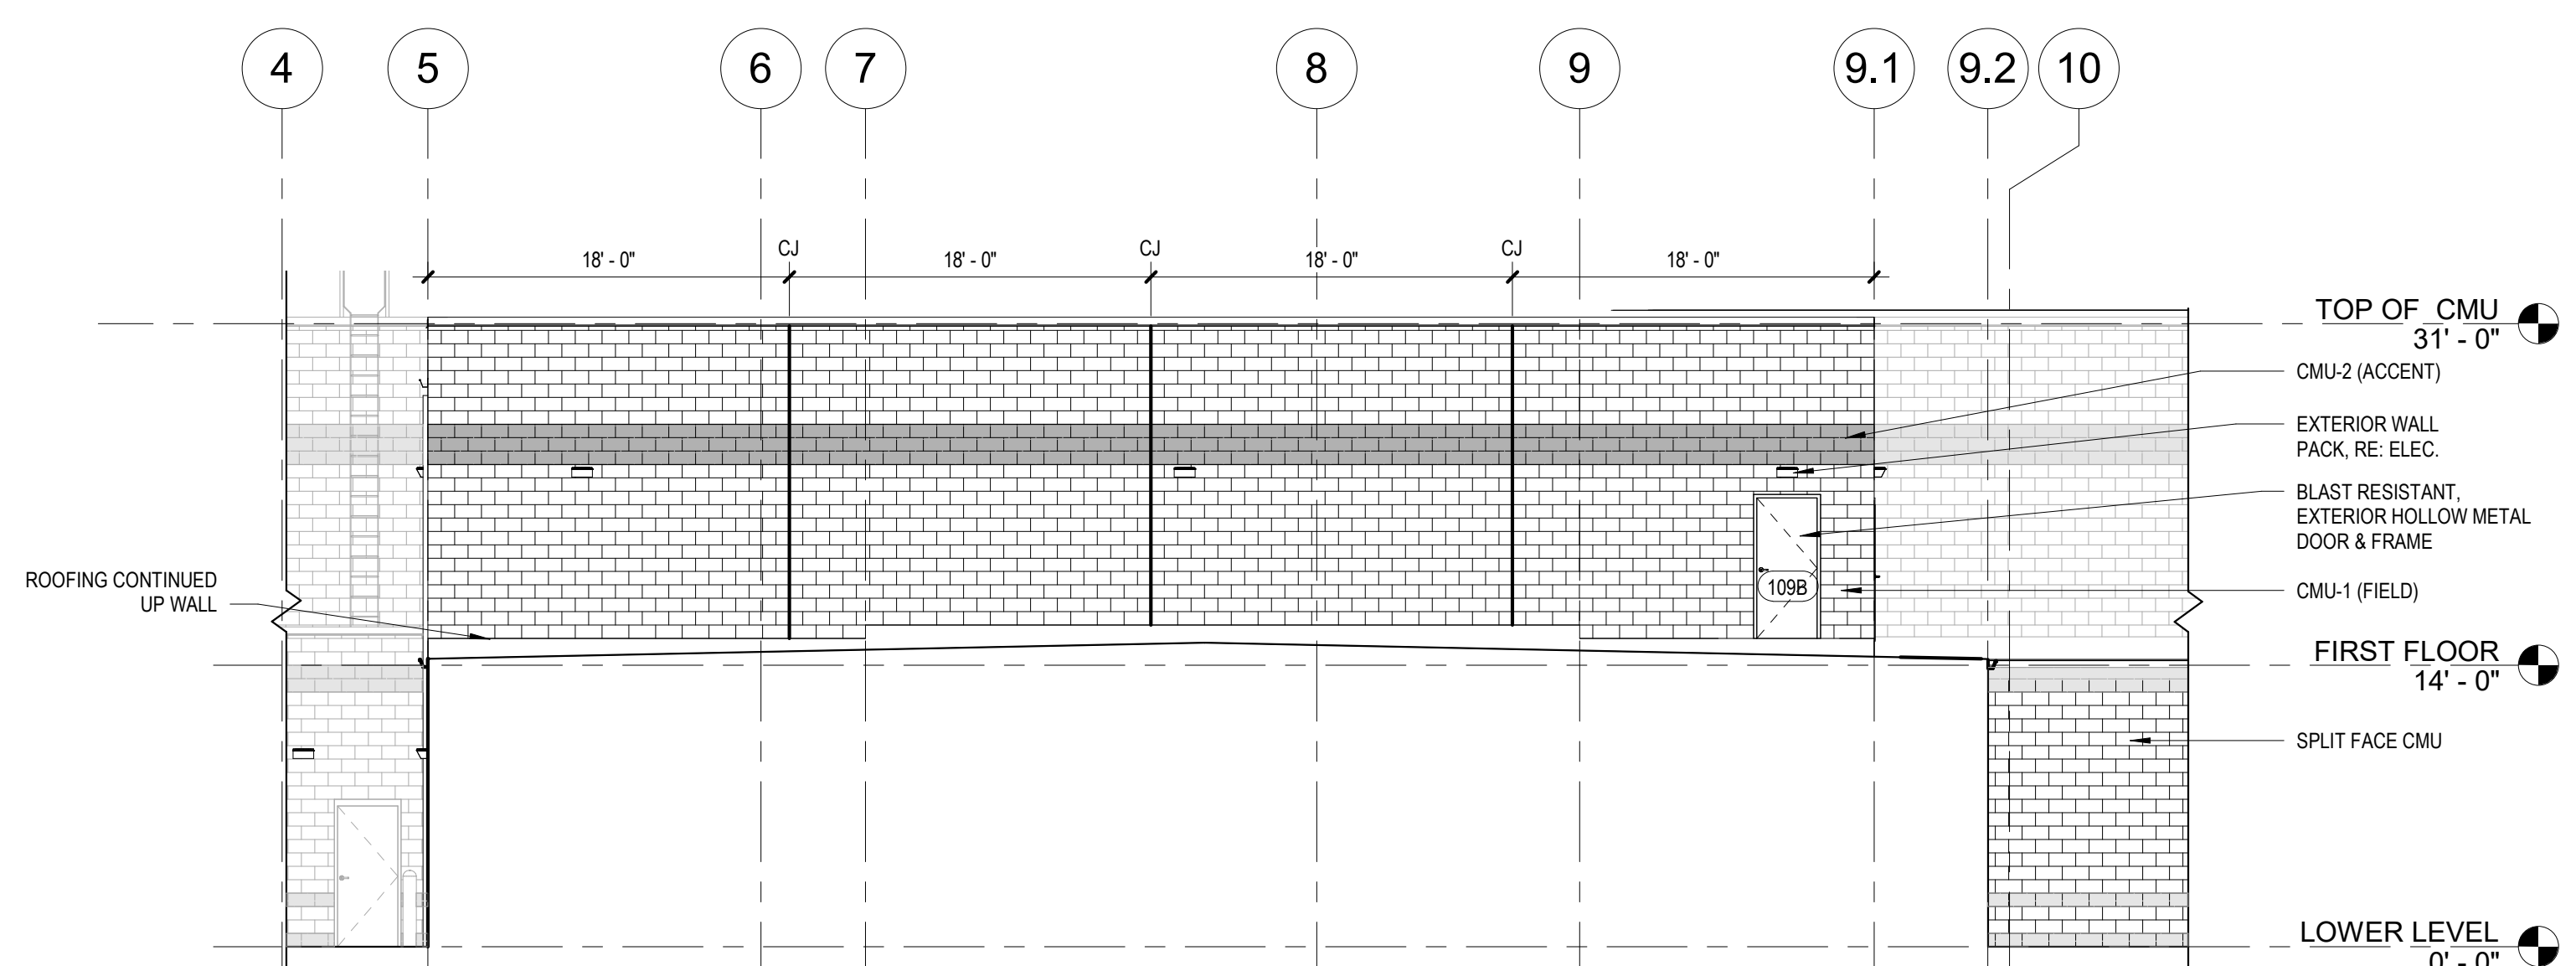 4 5 6 7 8 9 9.1 9.2 10
CJ CJ CJ
18' - 0" 18' - 0" 18' - 0" 18' - 0"
TOP OF CMU
31' - 0"
CMU-2 (ACCENT)
EXTERIOR WALL
PACK, RE: ELEC.
BLAST RESISTANT,
EXTERIOR HOLLOW METAL
DOOR & FRAME
ROOFING CONTINUED
UP WALL
109B
CMU-1 (FIELD)
FIRST FLOOR
14' - 0"
SPLIT FACE CMU
LOWER LEVEL
0' - 0"